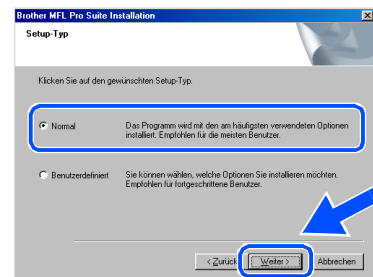 Brother MFL Pro Suite Installation
Setup-Typ
Klicken Sie auf den gewünschten Setup-Typ.
Normal
Das Programm wird mit den am häufigsten verwendeten Optionen
installiert. Empfohlen für die meisten Benutzer.
Benutzerdefiniert
Sie können wählen, welche Optionen Sie installieren möchten.
Empfohlen für fortgeschrittene Benutzer.
< Zurück Weiter > Abbrechen